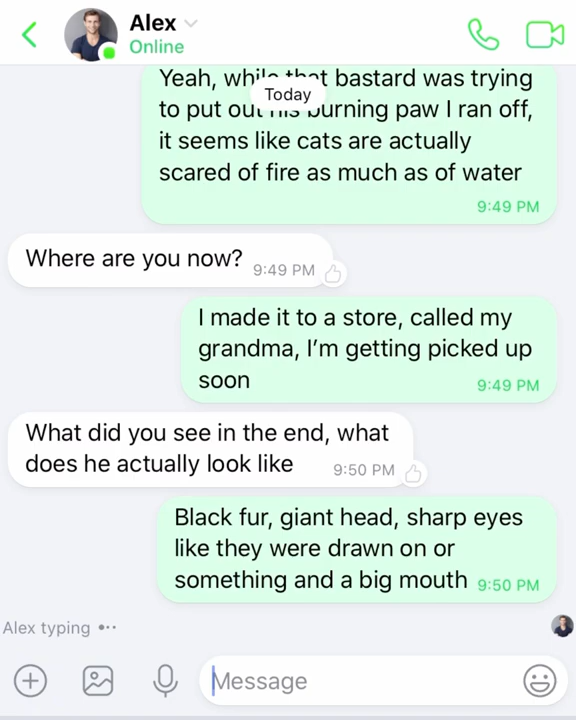 Alex
Online
Yeah, while that bastard was trying
Today
to put out his burning paw I ran off,
it seems like cats are actually
scared of fire as much as of water
9:49 PM
Where are you now?
9:49 PM
I made it to a store, called my
grandma, I’m getting picked up
soon
9:49 PM
What did you see in the end, what
does he actually look like
9:50 PM
Black fur, giant head, sharp eyes
like they were drawn on or
something and a big mouth
9:50 PM
Alex typing
Message